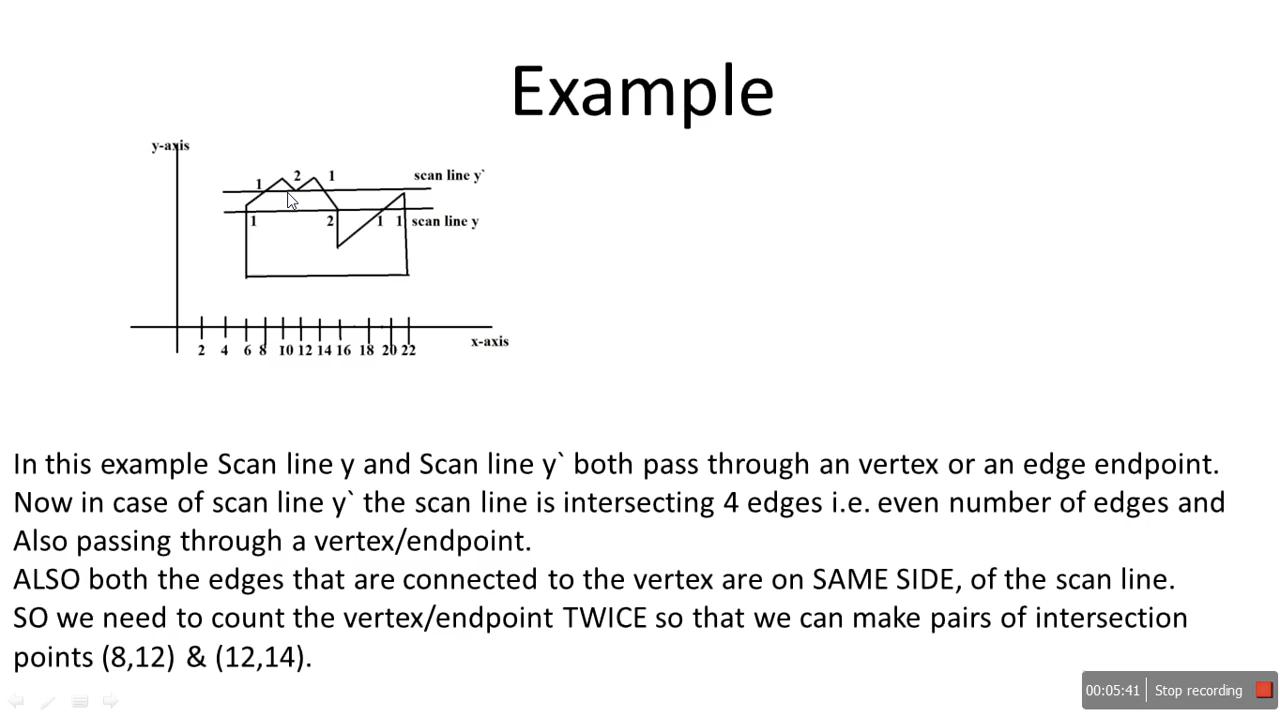 Example
y-axis
1 2 1 scan line y`
1 2 1 1 scan line y
2 4 6 8 10 12 14 16 18 20 22 x-axis
In this example Scan line y and Scan line y` both pass through an vertex or an edge endpoint.
Now in case of scan line y` the scan line is intersecting 4 edges i.e. even number of edges and
Also passing through a vertex/endpoint.
ALSO both the edges that are connected to the vertex are on SAME SIDE, of the scan line.
SO we need to count the vertex/endpoint TWICE so that we can make pairs of intersection
points (8,12) & (12,14).
00:05:41 Stop recording